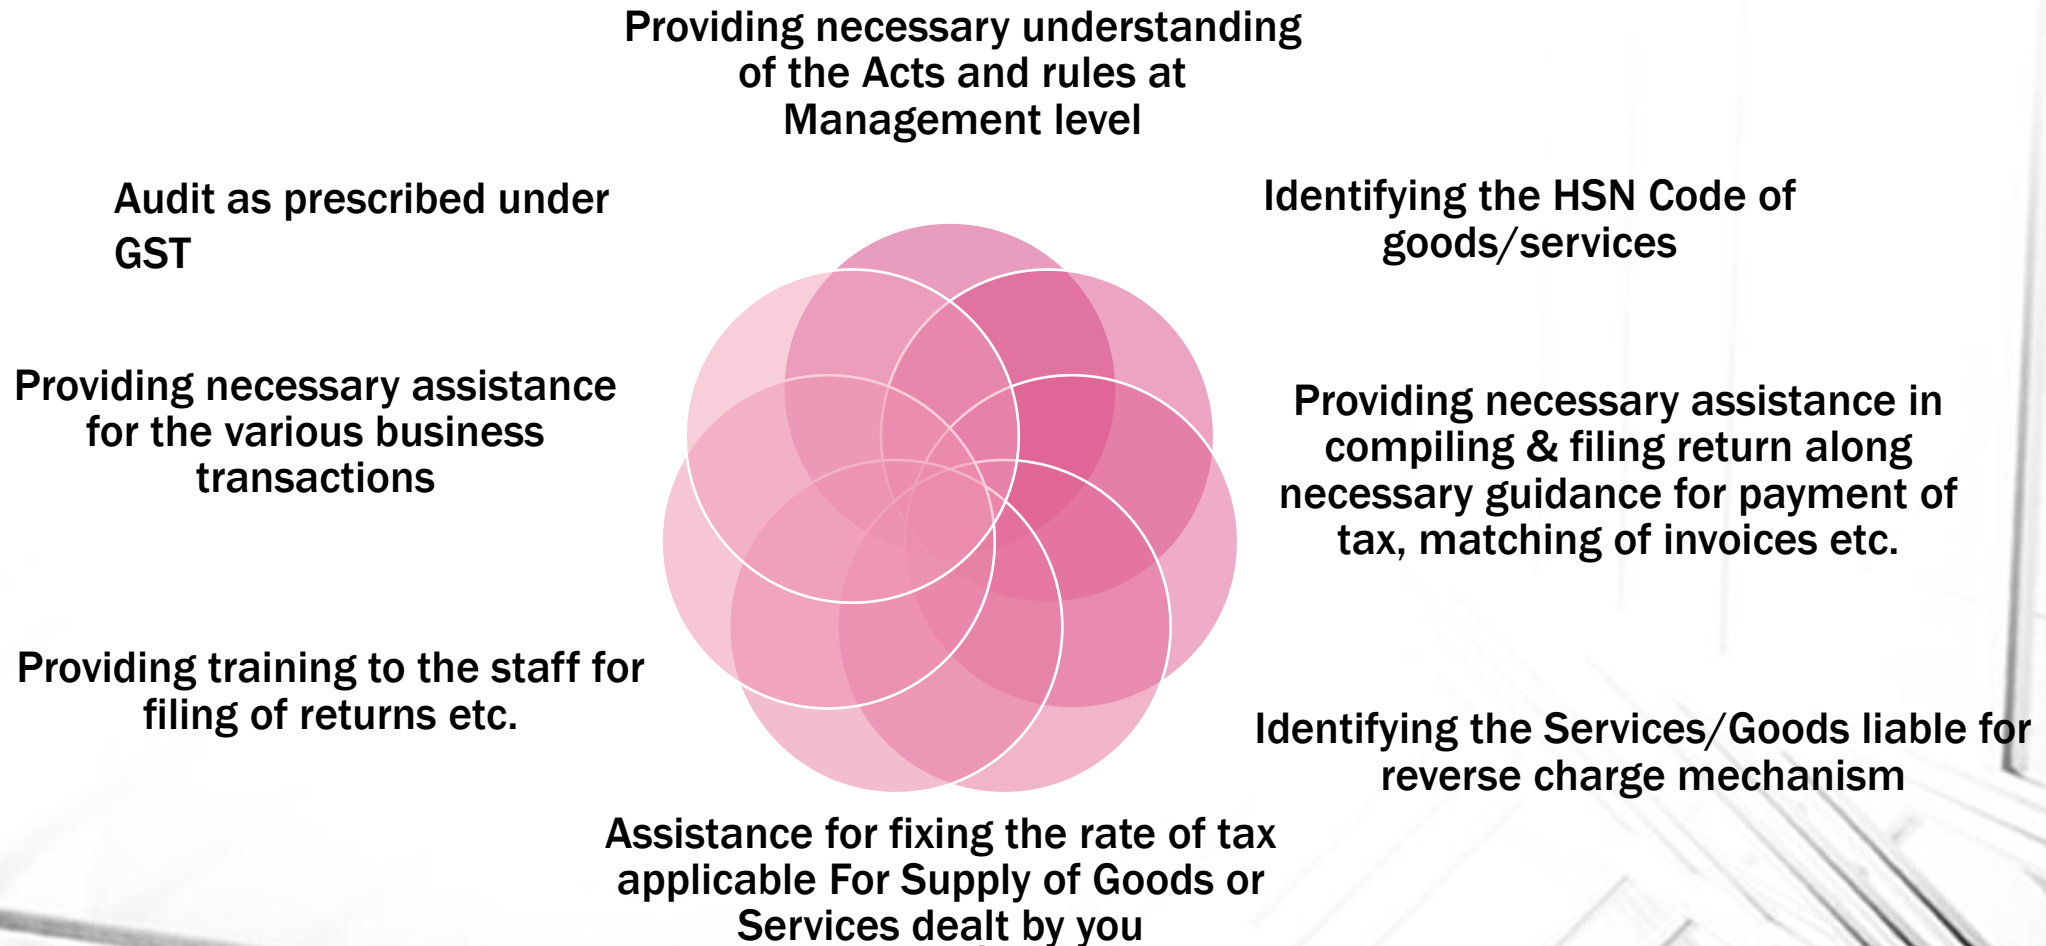 Providing necessary understanding
of the Acts and rules at
Management level
Identifying the HSN Code of
goods/services
Providing necessary assistance in
compiling & filing return along
necessary guidance for payment of
tax, matching of invoices etc.
Identifying the Services/Goods liable for
reverse charge mechanism
Assistance for fixing the rate of tax
applicable For Supply of Goods or
Services dealt by you
Providing training to the staff for
filing of returns etc.
Providing necessary assistance
for the various business
transactions
Audit as prescribed under
GST